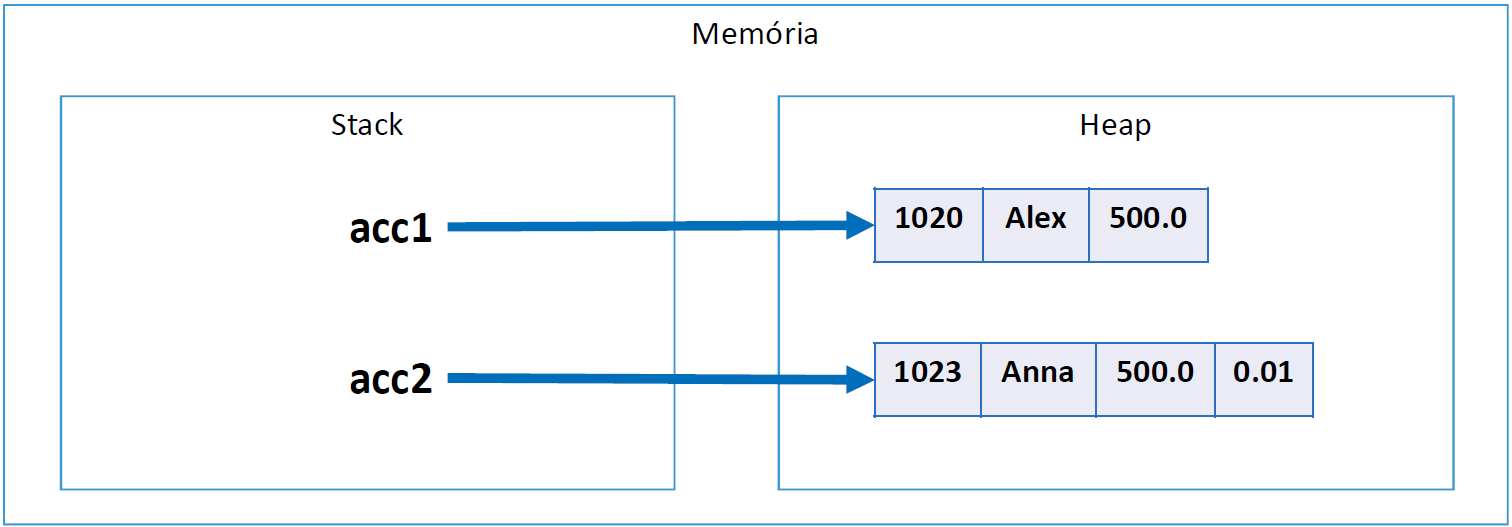 Memória
Stack
Heap
acc1
1020 Alex 500.0
acc2
1023 Anna 500.0 0.01